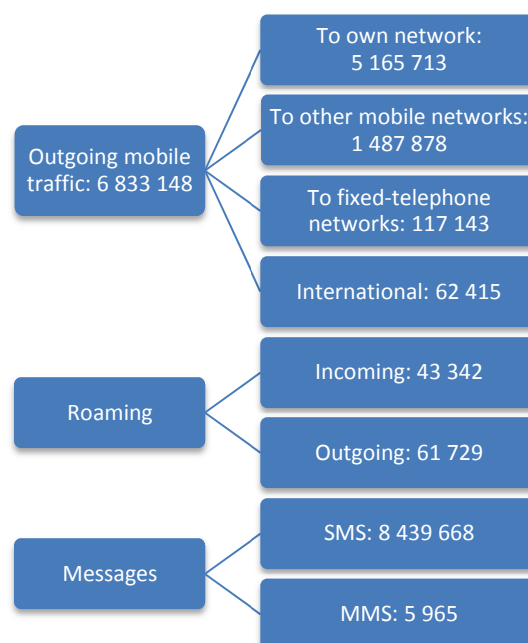 To own network:
5 165 713
To other mobile networks:
1 487 878
Outgoing mobile
traffic: 6 833 148
To fixed-telephone
networks: 117 143
International: 62 415
Incoming: 43 342
Roaming
Outgoing: 61 729
SMS: 8 439 668
Messages
MMS: 5 965